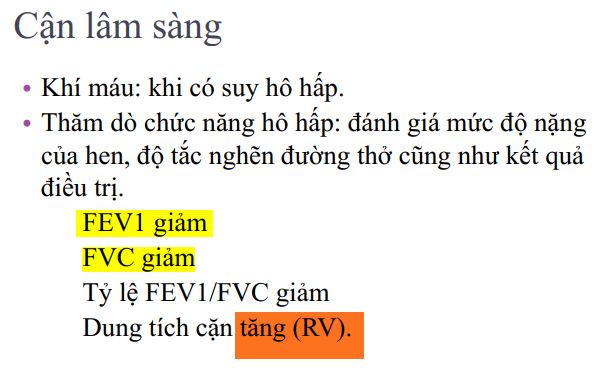 Cận lâm sàng
• Khí máu: khi có suy hô hấp.
• Thăm dò chức năng hô hấp: đánh giá mức độ nặng
của hen, độ tắc nghẽn đường thở cũng như kết quả
điều trị.
FEV1 giảm
FVC giảm
Tỷ lệ FEV1/FVC giảm
Dung tích cặn tăng (RV).